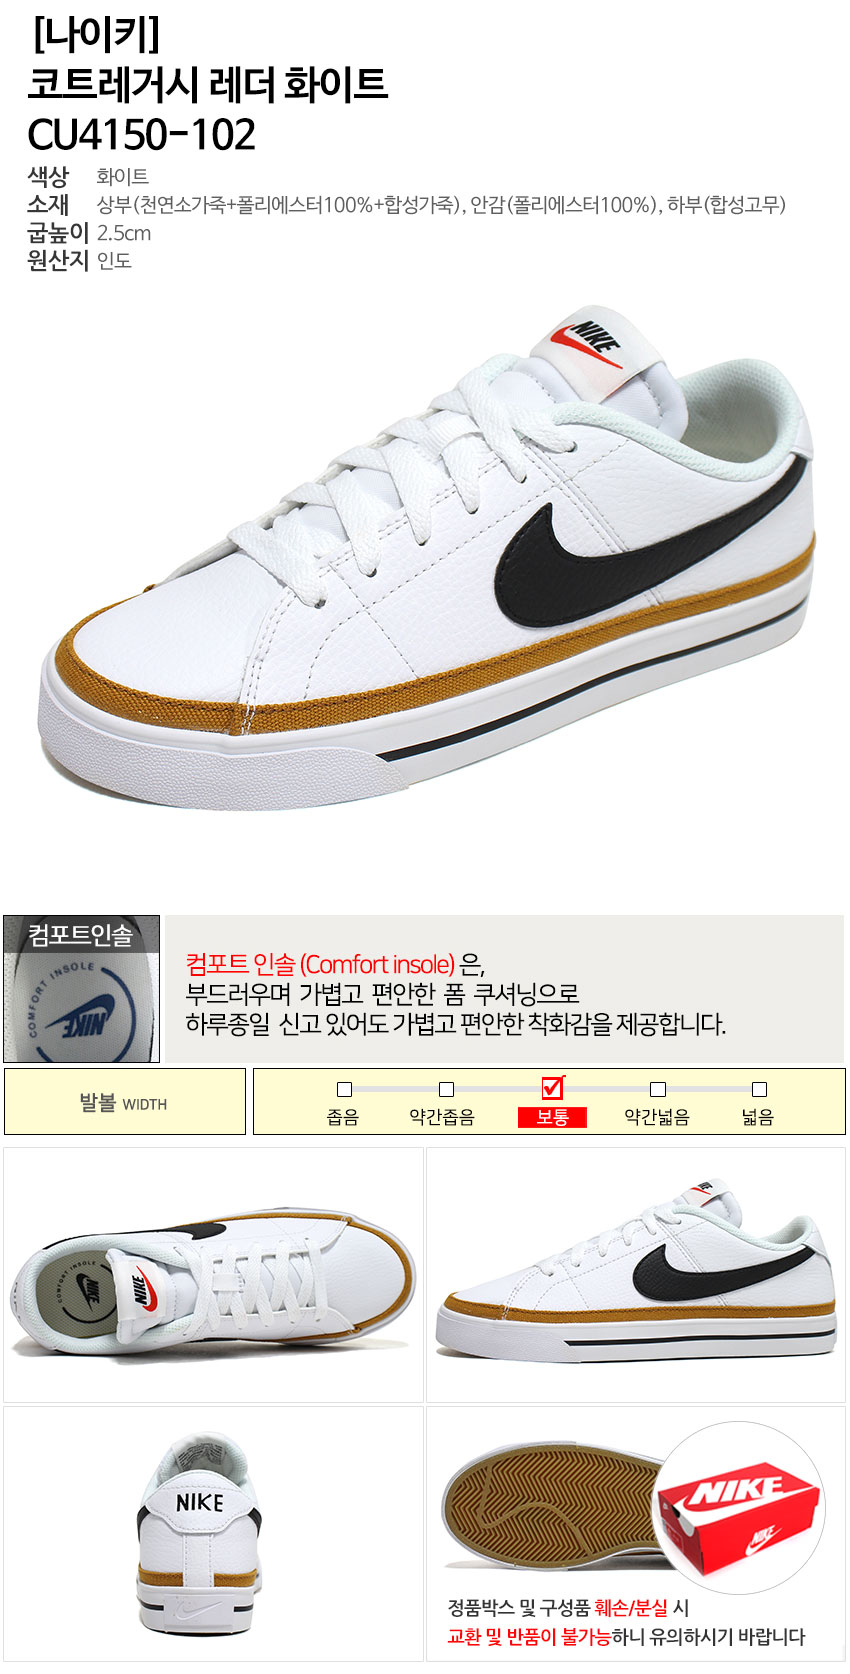 [나이키]
코트레거시 레더 화이트
CU4150-102
색상 화이트
소재 상부(천연소가죽+폴리에스터100%+합성가죽), 안감(폴리에스터100%), 하부(합성고무)
굽높이 2.5cm
원산지 인도
NIKE
컴포트인솔
COMFORT INSOLE
NIKE
컴포트 인솔 (Comfort insole) 은,
부드러우며 가볍고 편안한 폼 쿠셔닝으로
하루종일 신고 있어도 가볍고 편안한 착화감을 제공합니다.
발볼 WIDTH
좁음 약간좁음 보통 약간넓음 넓음
COMFORT INSOLE
NIKE
NIKE
NIKE
NIKE
NIKE
NIKE
정품박스 및 구성품 훼손/분실 시
교환 및 반품이 불가능하니 유의하시기 바랍니다